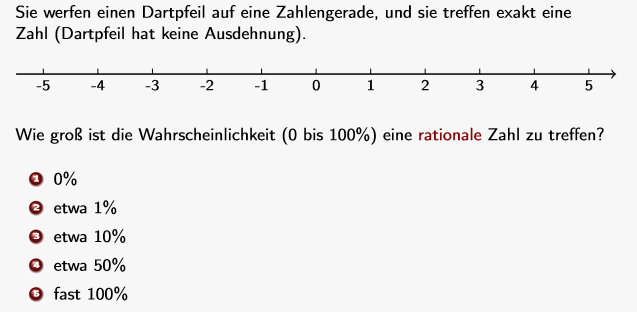 Sie werfen einen Dartpfeil auf eine Zahlengerade, und sie treffen exakt eine
Zahl (Dartpfeil hat keine Ausdehnung).
-5 -4 -3 -2 -1 0 1 2 3 4 5
Wie groß ist die Wahrscheinlichkeit (0 bis 100%) eine rationale Zahl zu treffen?
1 0%
2 etwa 1%
3 etwa 10%
4 etwa 50%
5 fast 100%